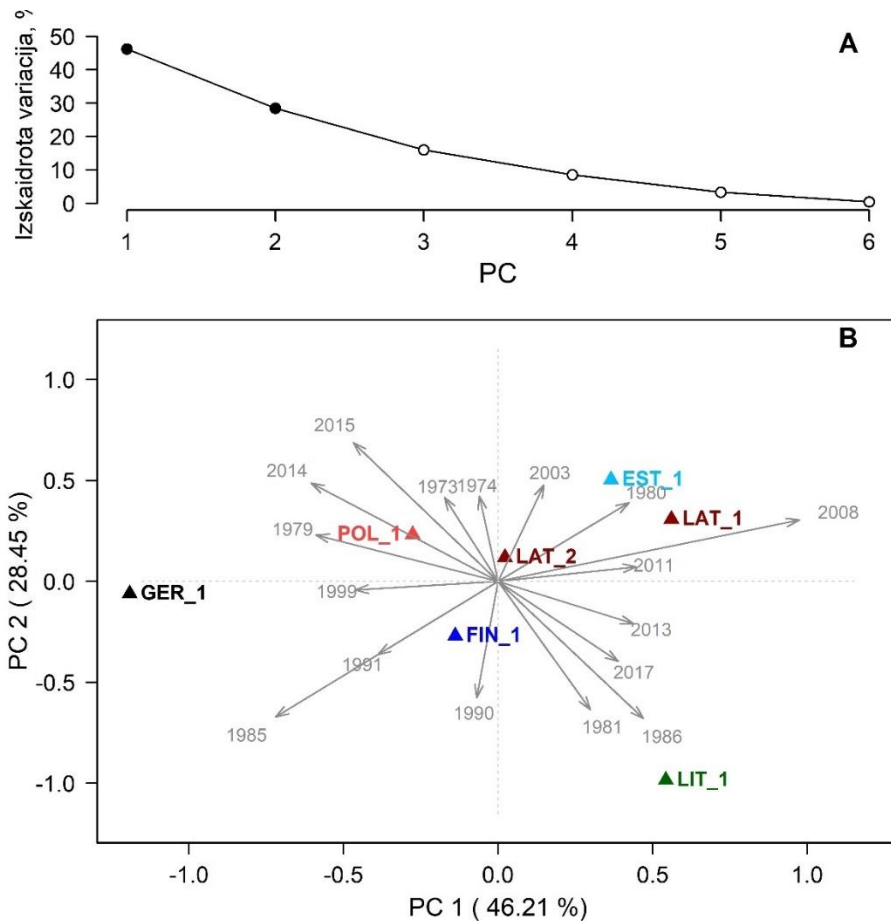 Izskaidrota variacija, %
50
40
30
20
10
0
A
1 2 3 4 5 6
PC
B
PC 2 ( 28.45 %)
1.0
0.5
0.0
-0.5
-1.0
2015
2014
1973 1974 2003
EST_1
1980
LAT_1
2008
1979
POL_1
LAT_2
2011
GER_1
1999
FIN_1
2013
1991
2017
1990
1985
1981
1986
LIT_1
-1.0 -0.5 0.0 0.5 1.0
PC 1 ( 46.21 %)